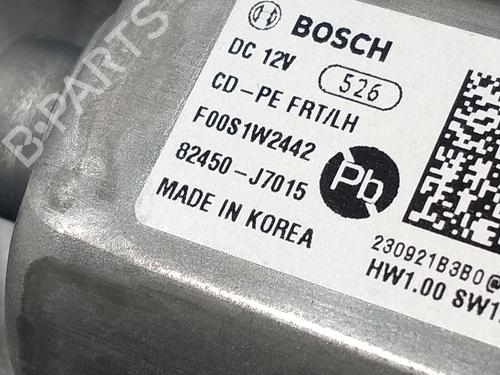 BOSCH
DC 12V
526
CD-PE FRT/LH
F00S1W2442
82450-J7015
MADE IN KOREA
Pb
230921B3B0@
HW1.00 SW1.
B-PARTS